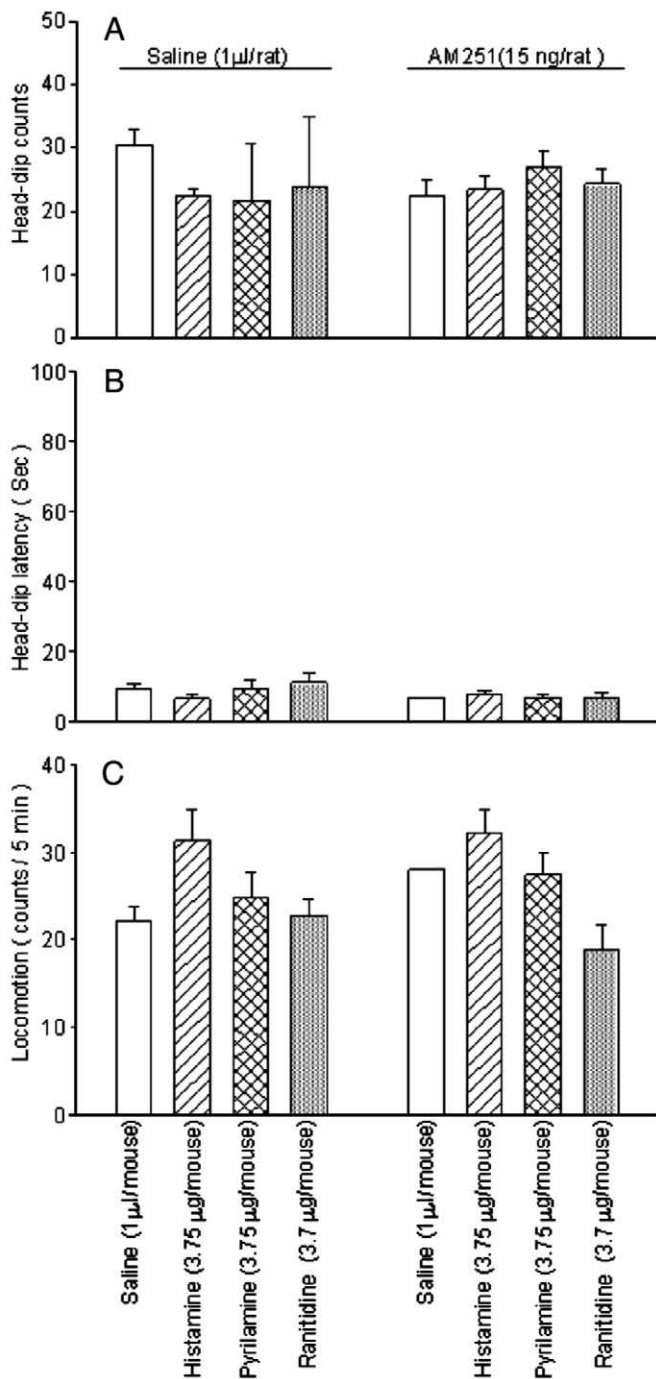 A
Saline (1µl/rat)
AM251(15 ng/rat )
Head-dip counts
50
40
30
20
10
0
B
Head-dip latency ( Sec )
100
80
60
40
20
0
C
Locomotion ( counts / 5 min )
40
30
20
10
0
Saline (1 µl/mouse)
Histamine (3.75 µg/mouse)
Pyrilamine (3.75 µg/mouse)
Ranitidine (3.7 µg/mouse)
Saline (1 µl/mouse)
Histamine (3.75 µg/mouse)
Pyrilamine (3.75 µg/mouse)
Ranitidine (3.7 µg/mouse)